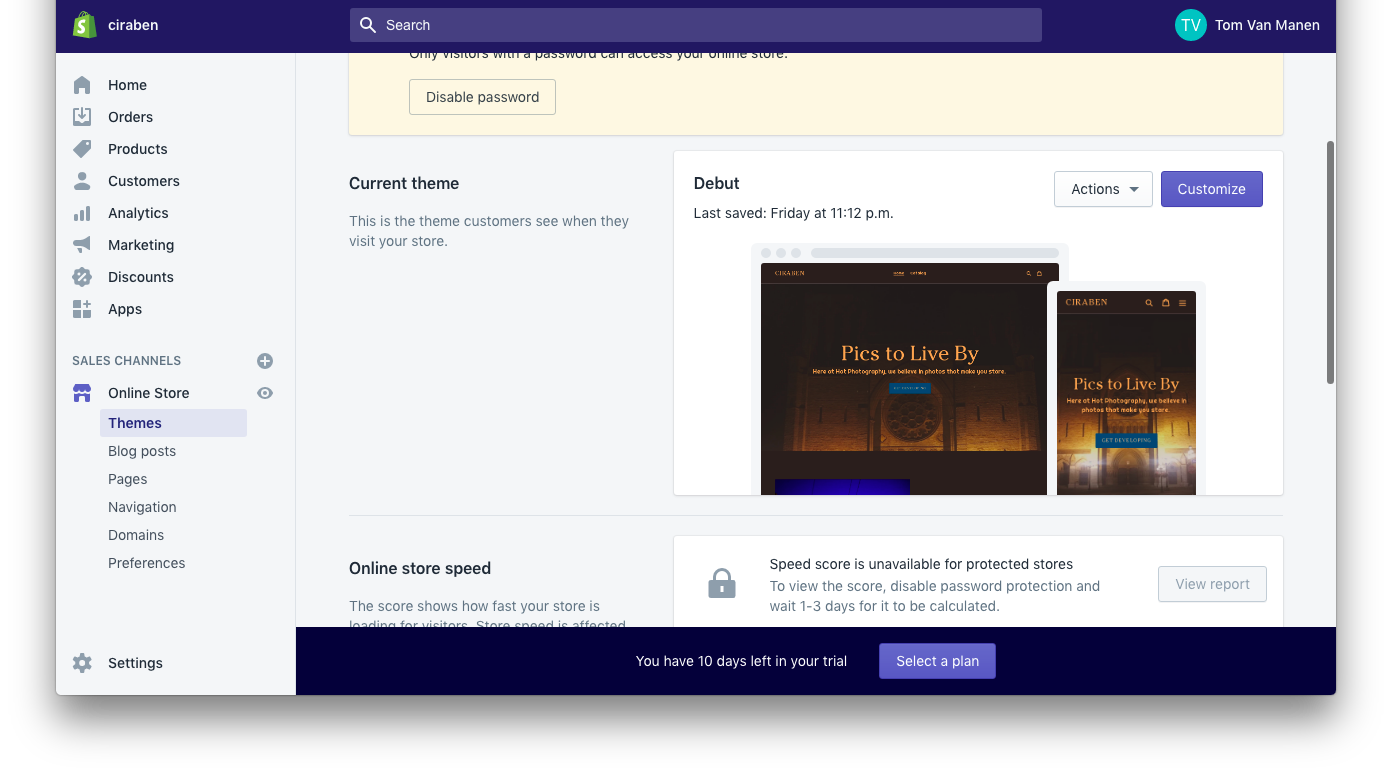 ciraben
Search
TV
Tom Van Manen
Home
Orders
Products
Customers
Analytics
Marketing
Discounts
Apps
SALES CHANNELS
Online Store
Themes
Blog posts
Pages
Navigation
Domains
Preferences
Settings
Only visitors with a password can access your online store.
Disable password
Current theme
This is the theme customers see when they
visit your store.
Debut
Last saved: Friday at 11:12 p.m.
Actions
Customize
CIRABEN
Home Catalog
Pics to Live By
Here at Hot Photography, we believe in photos that make you store.
GET DEVELOPING
CIRABEN
Pics to Live By
Here at Hot Photography, we believe in
photos that make you store.
GET DEVELOPING
Online store speed
The score shows how fast your store is
loading for visitors. Store speed is affected
Speed score is unavailable for protected stores
To view the score, disable password protection and
wait 1-3 days for it to be calculated.
View report
You have 10 days left in your trial
Select a plan